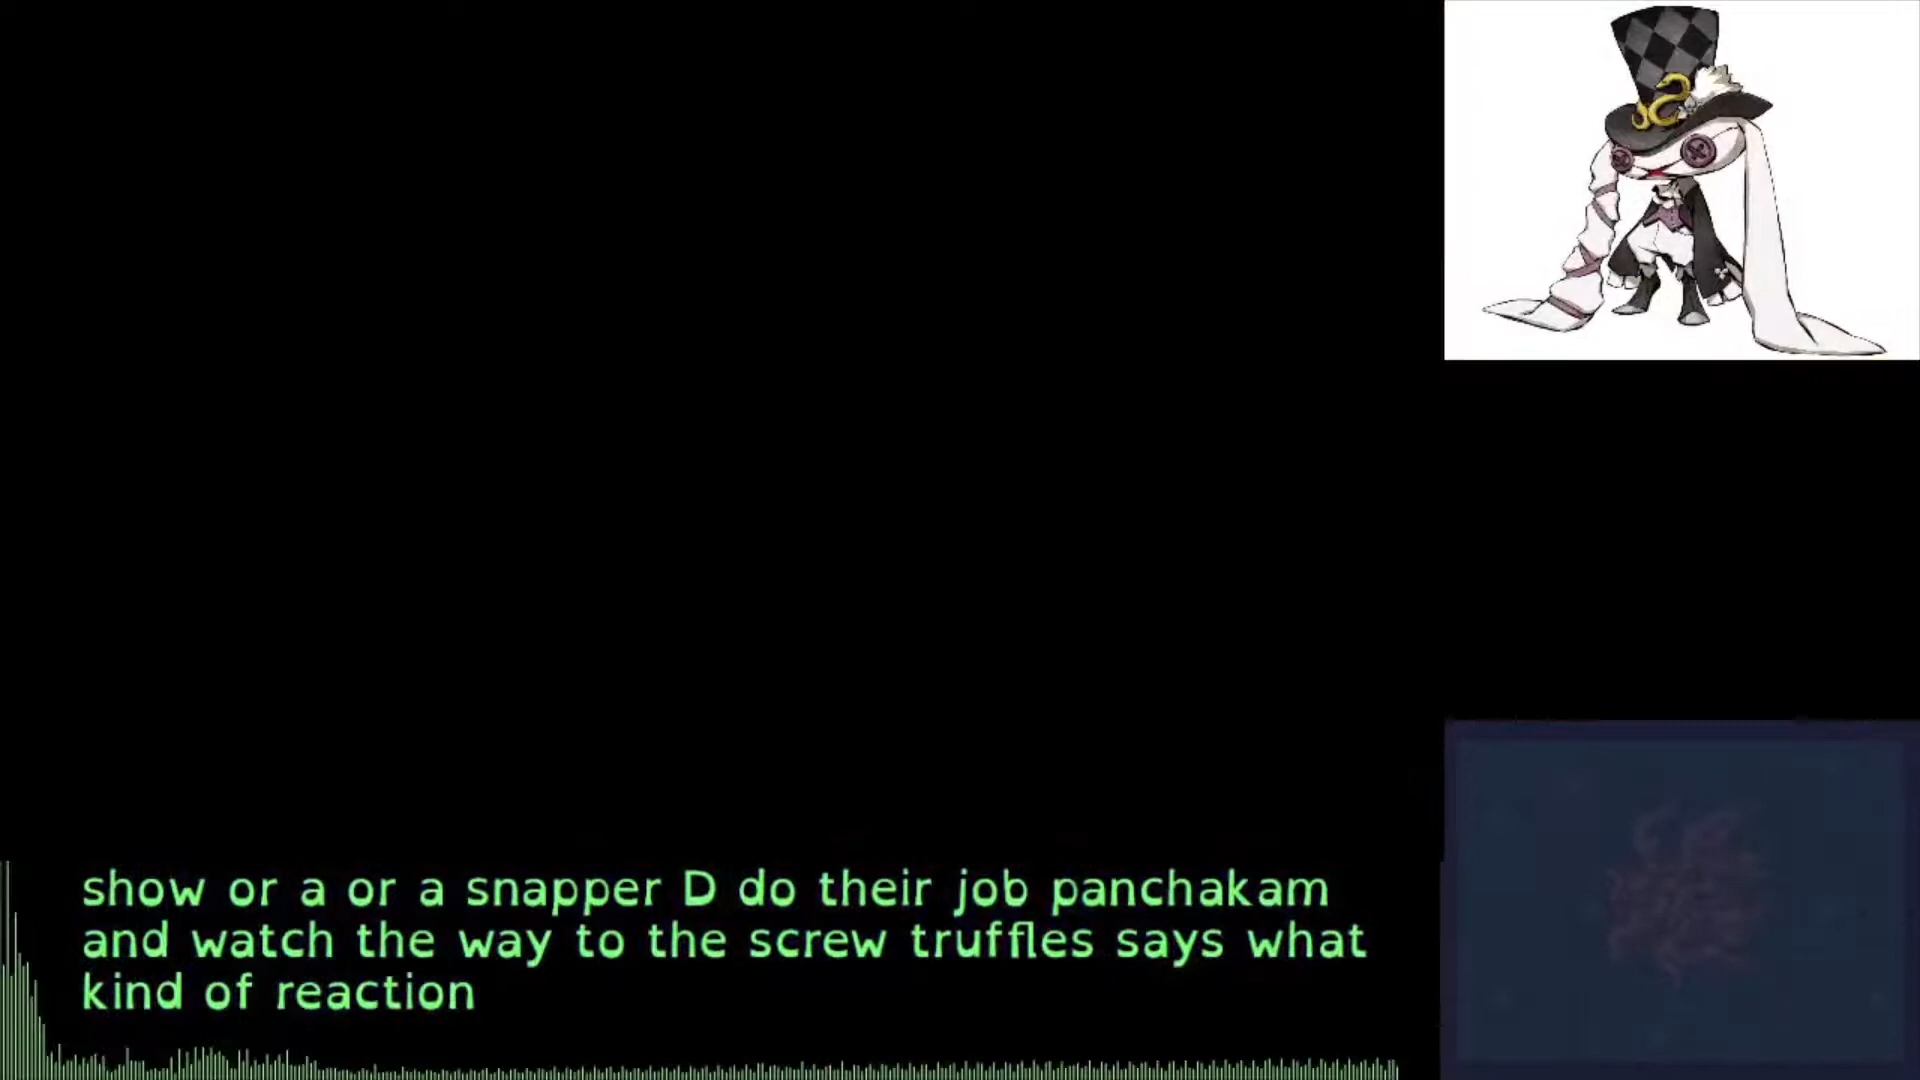 show or a or a snapper D do their job panchakam
and watch the way to the screw truffles says what
kind of reaction